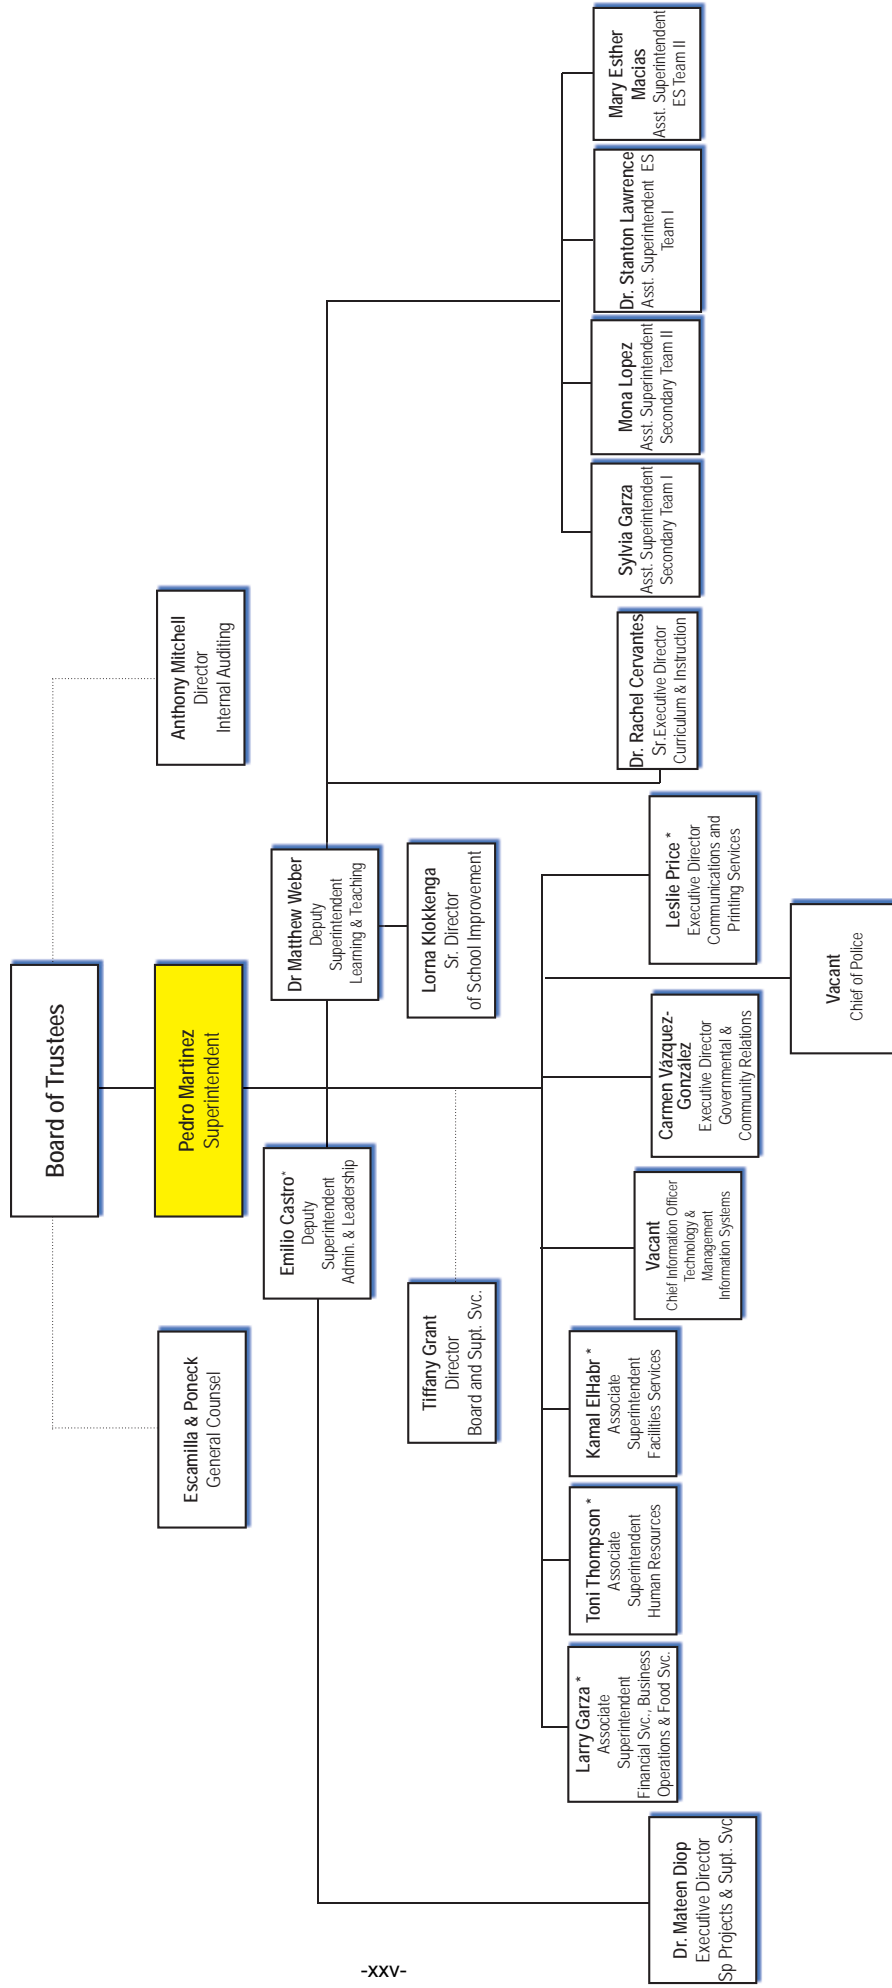 Board of Trustees
Escamilla & Poneck
General Counsel
Pedro Martinez
Superintendent
Anthony Mitchell
Director
Internal Auditing
Emilio Castro*
Deputy
Superintendent
Admin. & Leadership
Dr Matthew Weber
Deputy
Superintendent
Learning & Teaching
Tiffany Grant
Director
Board and Supt. Svc.
Lorna Klokkenga
Sr. Director
of School Improvement
Larry Garza *
Associate
Superintendent
Financial Svc., Business
Operations & Food Svc.
Toni Thompson *
Associate
Superintendent
Human Resources
Kamal ElHabr *
Associate
Superintendent
Facilities Services
Sylvia Garza
Asst. Superintendent
Secondary Team I
Mona Lopez
Asst. Superintendent
Secondary Team II
Dr. Stanton Lawrence
Asst. Superintendent ES
Team I
Mary Esther
Macias
Asst. Superintendent
ES Team II
Dr. Mateen Diop
Executive Director
Sp Projects & Supt. Svc
Vacant
Chief Information Officer
Technology &
Management
Information Systems
Carmen Vázquez-
González
Executive Director
Governmental &
Community Relations
Leslie Price *
Executive Director
Communications and
Printing Services
Dr. Rachel Cervantes
Sr.Executive Director
Curriculum & Instruction
Vacant
Chief of Police
-xxv-